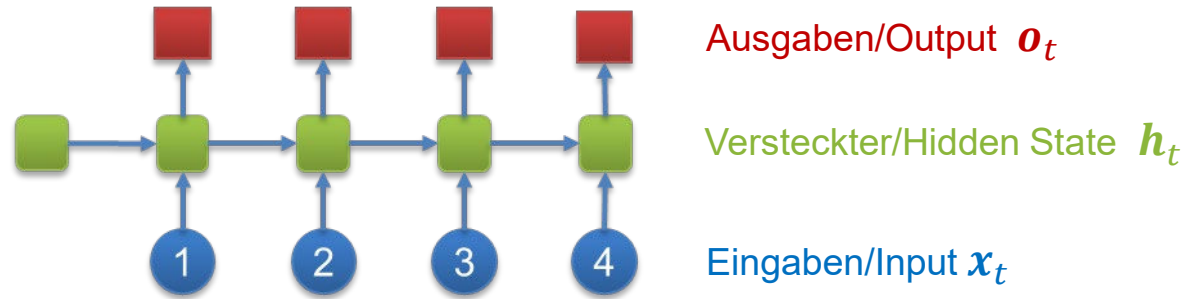 Ausgaben/Output o_t
Versteckter/Hidden State h_t
1 2 3 4
Eingaben/Input x_t